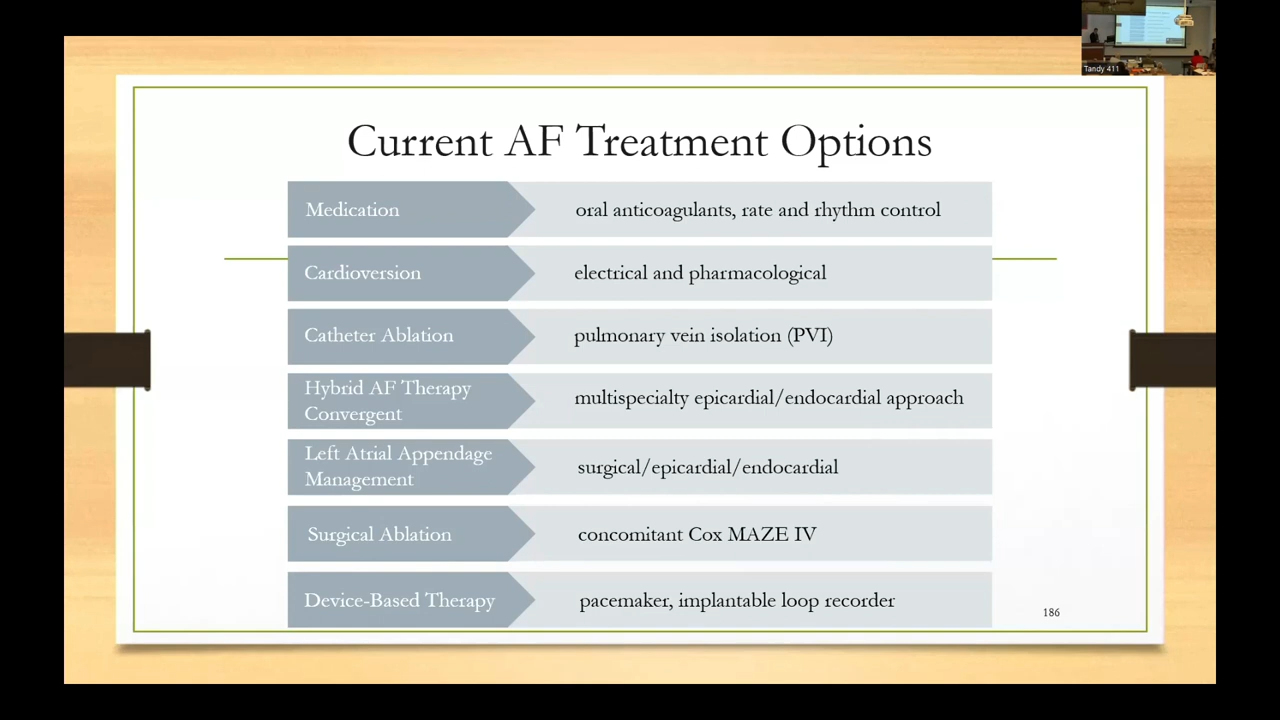 Tandy 411
Current AF Treatment Options
Medication
oral anticoagulants, rate and rhythm control
Cardioversion
electrical and pharmacological
Catheter Ablation
pulmonary vein isolation (PVI)
Hybrid AF Therapy
Convergent
multispecialty epicardial/endocardial approach
Left Atrial Appendage
Management
surgical/epicardial/endocardial
Surgical Ablation
concomitant Cox MAZE IV
Device-Based Therapy
pacemaker, implantable loop recorder
186